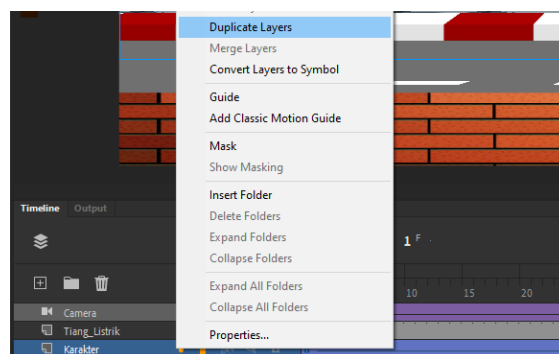 Duplicate Layers
Merge Layers
Convert Layers to Symbol
Guide
Add Classic Motion Guide
Mask
Show Masking
Insert Folder
Delete Folders
Expand Folders
Collapse Folders
Expand All Folders
Collapse All Folders
Properties...
Timeline Output
1 F
10 15 20
Camera
Tiang_Listrik
Karakter